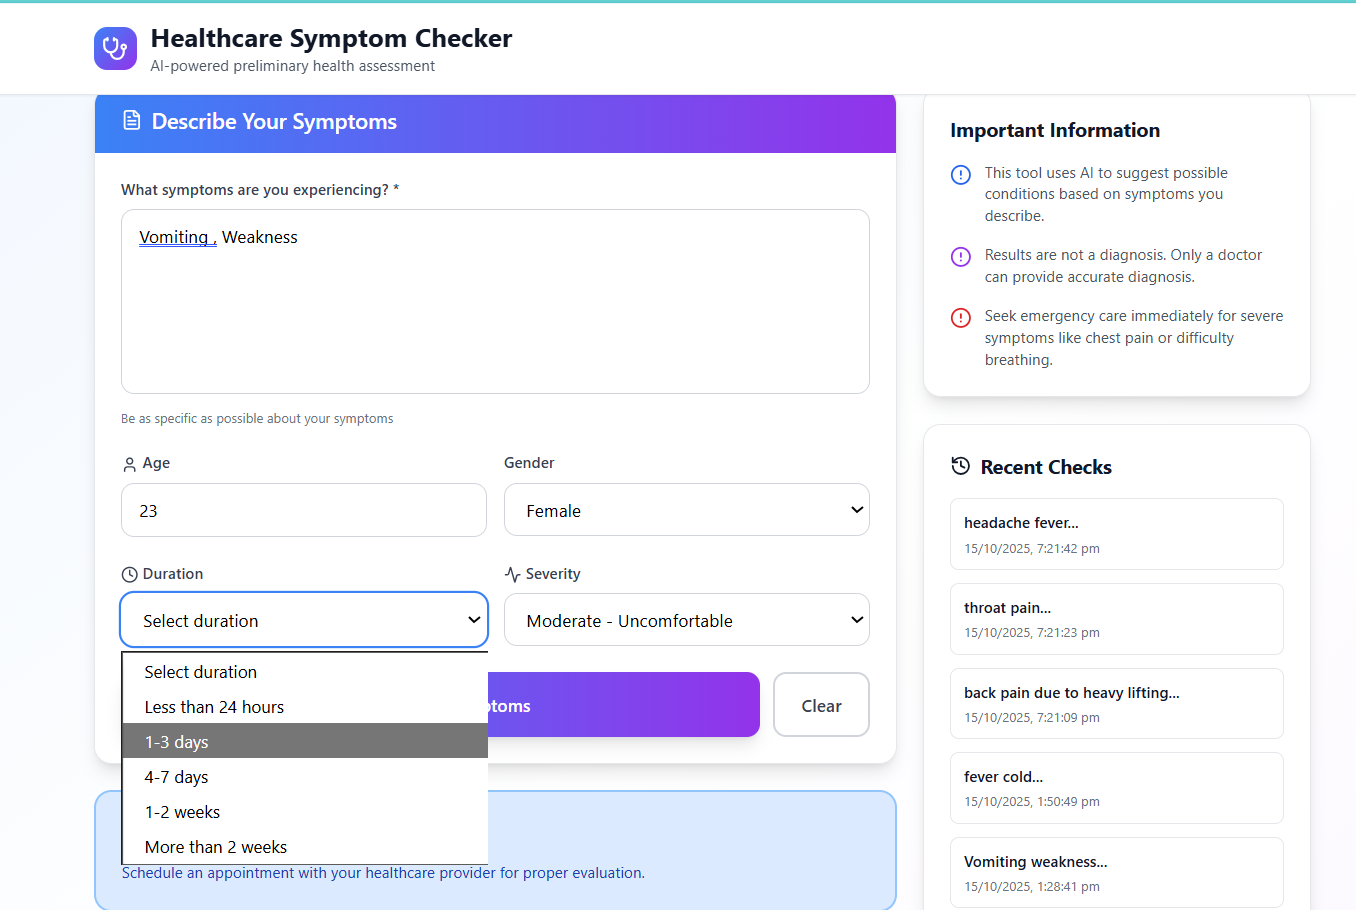 Healthcare Symptom Checker
AI-powered preliminary health assessment
Describe Your Symptoms
What symptoms are you experiencing? *
Vomiting , Weakness
Be as specific as possible about your symptoms
Age
Gender
23
Female
Duration
Severity
Select duration
Moderate - Uncomfortable
Select duration
Less than 24 hours
1-3 days
4-7 days
1-2 weeks
More than 2 weeks
Clear
Schedule an appointment with your healthcare provider for proper evaluation.
Important Information
This tool uses AI to suggest possible
conditions based on symptoms you
describe.
Results are not a diagnosis. Only a doctor
can provide accurate diagnosis.
Seek emergency care immediately for severe
symptoms like chest pain or difficulty
breathing.
Recent Checks
headache fever...
15/10/2025, 7:21:42 pm
throat pain...
15/10/2025, 7:21:23 pm
back pain due to heavy lifting...
15/10/2025, 7:21:09 pm
fever cold...
15/10/2025, 1:50:49 pm
Vomiting weakness...
15/10/2025, 1:28:41 pm